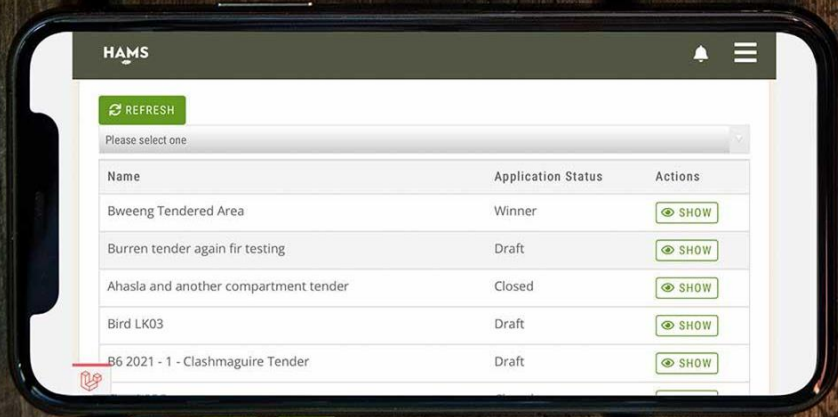 HAMS
REFRESH
Please select one
Name Application Status Actions
Bweeng Tendered Area Winner SHOW
Burren tender again fir testing Draft SHOW
Ahasla and another compartment tender Closed SHOW
Bird LK03 Draft SHOW
B6 2021 - 1 - Clashmaguire Tender Draft SHOW